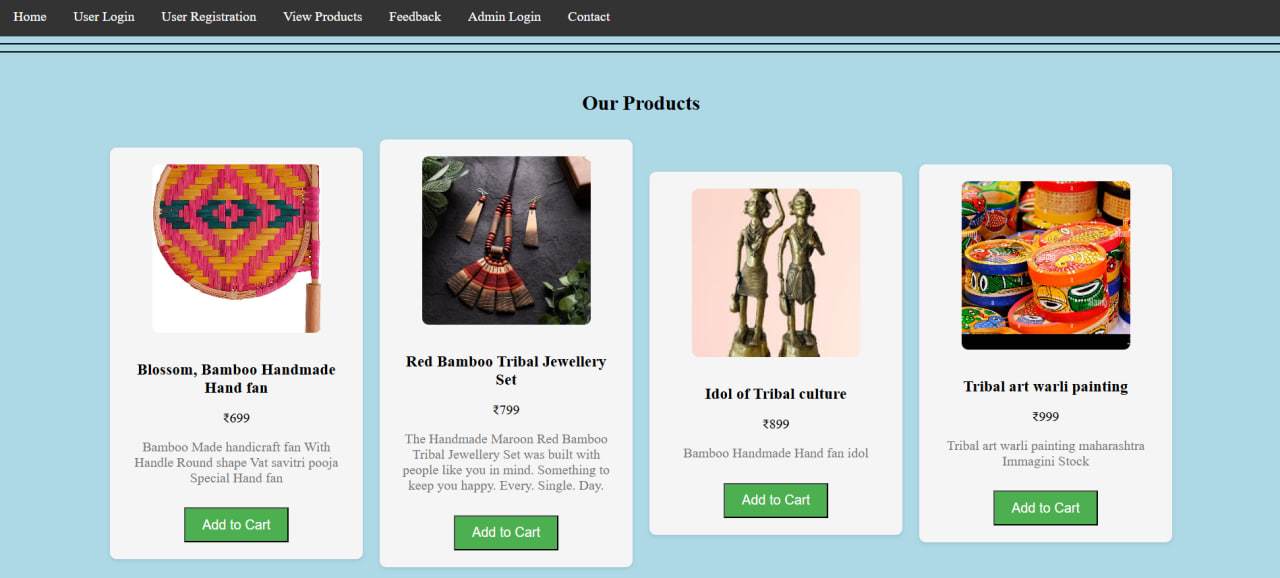 Home User Login User Registration View Products Feedback Admin Login Contact
Our Products
Blossom, Bamboo Handmade
Hand fan
₹699
Bamboo Made handicraft fan With
Handle Round shape Vat savitri pooja
Special Hand fan
Add to Cart
Red Bamboo Tribal Jewellery
Set
₹799
The Handmade Maroon Red Bamboo
Tribal Jewellery Set was built with
people like you in mind. Something to
keep you happy. Every. Single. Day.
Add to Cart
Idol of Tribal culture
₹899
Bamboo Handmade Hand fan idol
Add to Cart
Tribal art warli painting
₹999
Tribal art warli painting maharashtra
Immagini Stock
Add to Cart